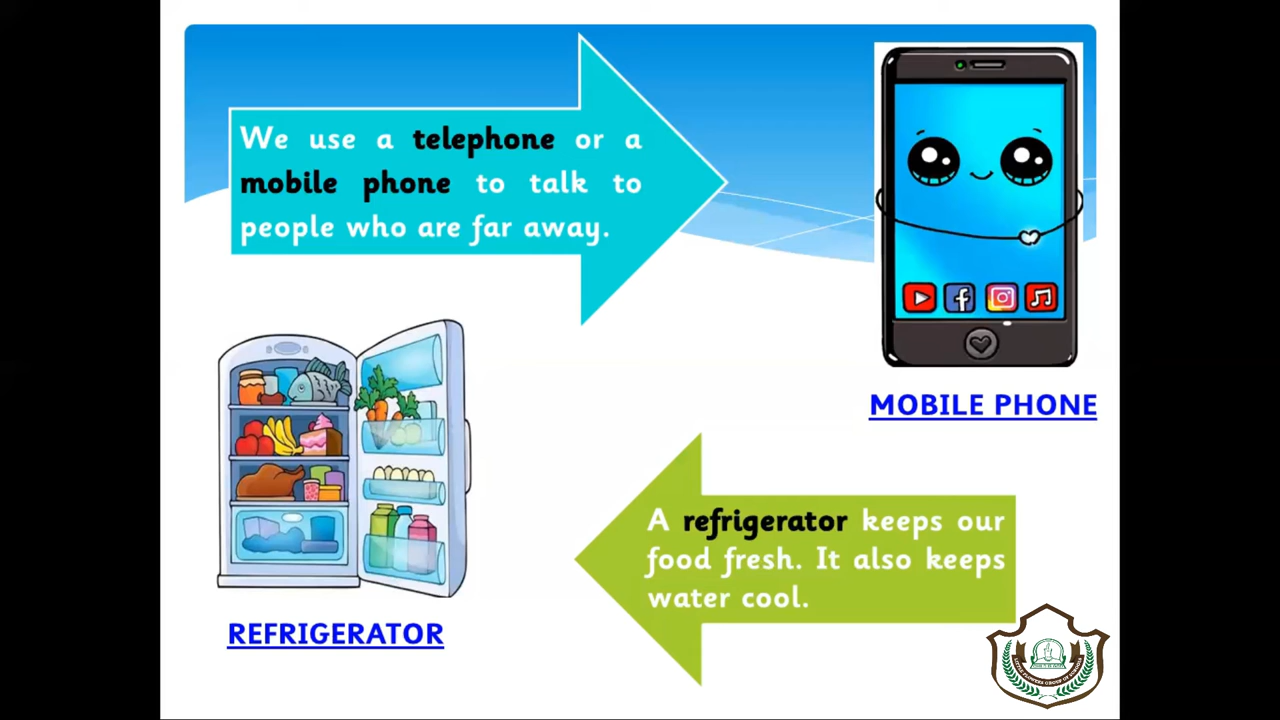 We use a telephone or a
mobile phone to talk to
people who are far away.
MOBILE PHONE
A refrigerator keeps our
food fresh. It also keeps
water cool.
REFRIGERATOR